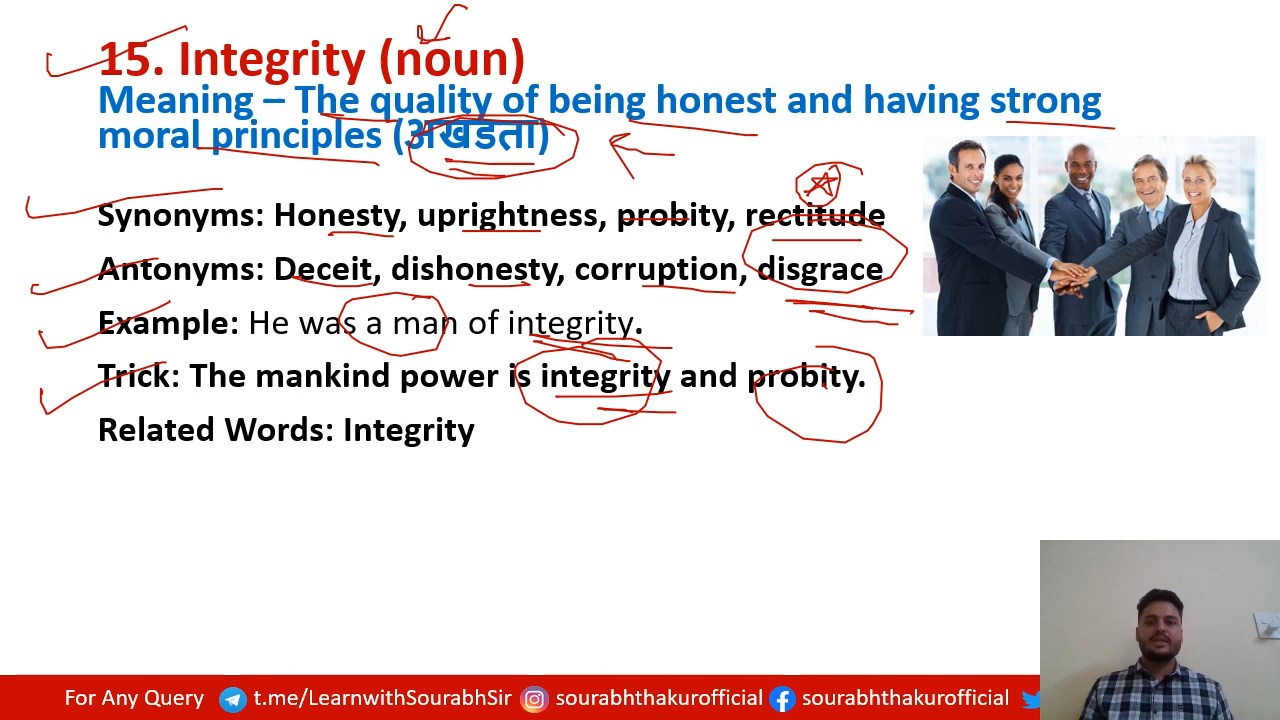 15. Integrity (noun)
Meaning – The quality of being honest and having strong
moral principles (अखंडता)
Synonyms: Honesty, uprightness, probity, rectitude
Antonyms: Deceit, dishonesty, corruption, disgrace
Example: He was a man of integrity.
Trick: The mankind power is integrity and probity.
Related Words: Integrity
For Any Query t.me/LearnwithSourabhSir sourabhthakurofficial sourabhthakurofficial